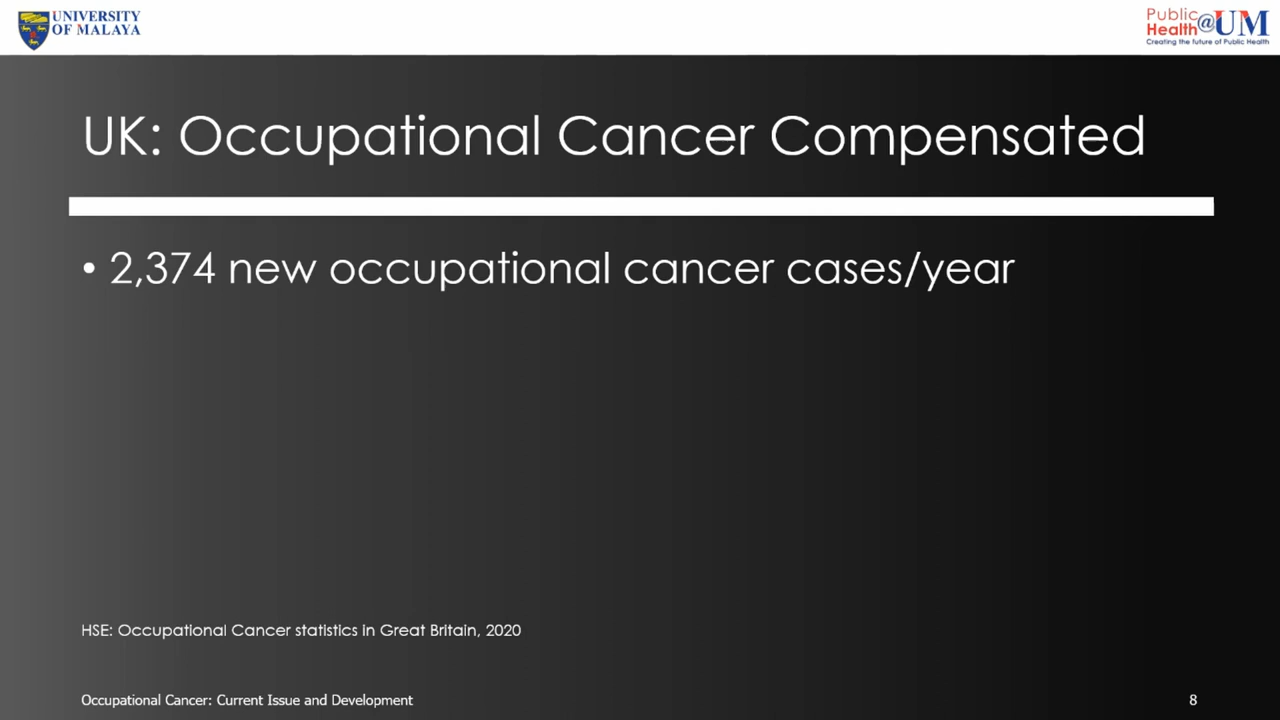 UNIVERSITY
OF MALAYA
Public
Health@UM
Creating the future of Public Health
UK: Occupational Cancer Compensated
• 2,374 new occupational cancer cases/year
HSE: Occupational Cancer statistics in Great Britain, 2020
Occupational Cancer: Current Issue and Development
8